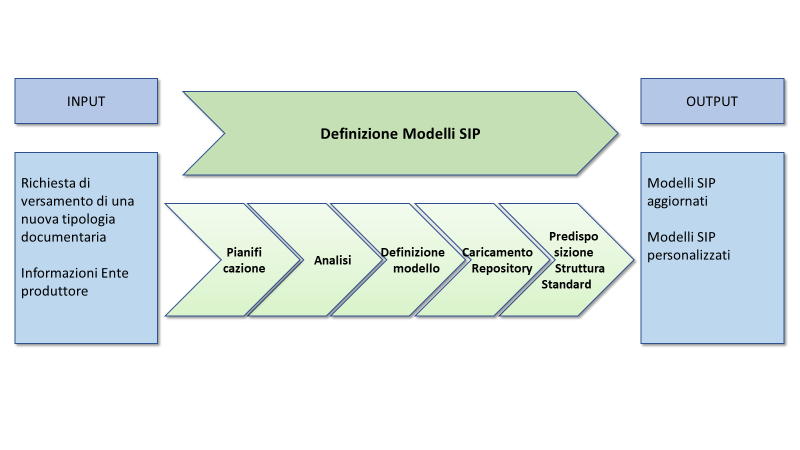 INPUT
Definizione Modelli SIP
OUTPUT
Richiesta di
versamento di una
nuova tipologia
documentaria
Informazioni Ente
produttore
Pianifi
cazione
Analisi
Definizione
modello
Caricamento
Repository
Predispo
sizione
Struttura
Standard
Modelli SIP
aggiornati
Modelli SIP
personalizzati